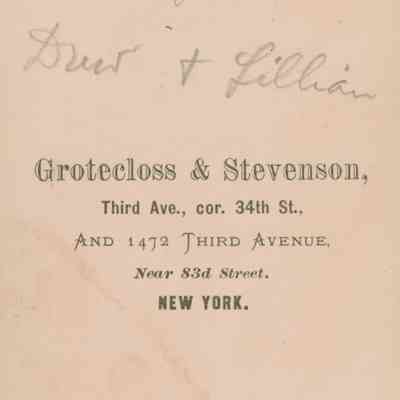 Drew + Lillian
Grotecloss & Stevenson,
Third Ave., cor. 34th St.,
AND 1472 THIRD AVENUE,
Near 83d Street.
NEW YORK.